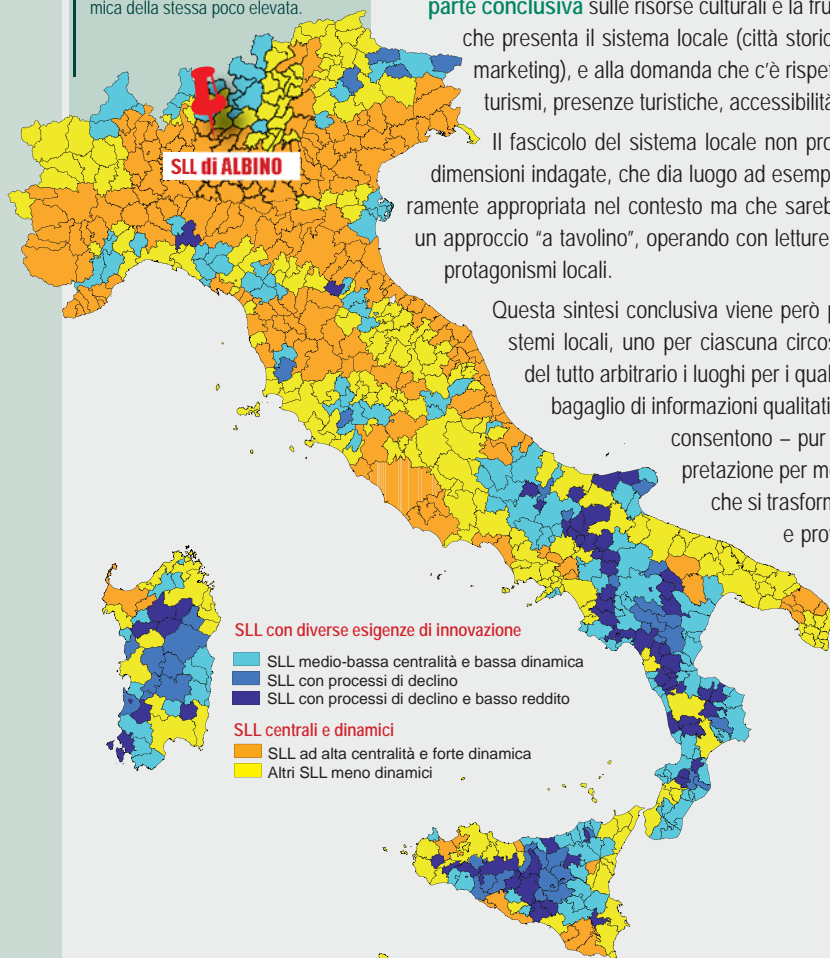 mica della stessa poco elevata.
parte conclusiva sulle risorse culturali e la fru
che presenta il sistema locale (città storic
marketing), e alla domanda che c'è rispet
turismi, presenze turistiche, accessibilità
Il fascicolo del sistema locale non pro
dimensioni indagate, che dia luogo ad esemp
ramente appropriata nel contesto ma che sareb
un approccio "a tavolino", operando con letture
protagonismi locali.
Questa sintesi conclusiva viene però p
stemi locali, uno per ciascuna circos
del tutto arbitrario i luoghi per i qual
bagaglio di informazioni qualitati
consentono – pur
pretazione per me
che si trasform
e prov
SLL di ALBINO
SLL con diverse esigenze di innovazione
SLL medio-bassa centralità e bassa dinamica
SLL con processi di declino
SLL con processi di declino e basso reddito
SLL centrali e dinamici
SLL ad alta centralità e forte dinamica
Altri SLL meno dinamici